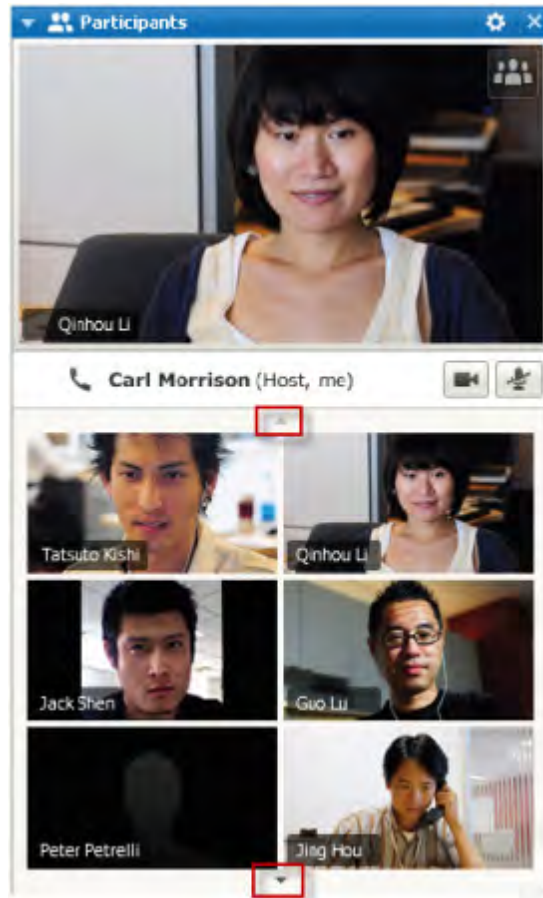 Participants
Qinhou Li
Carl Morrison (Host, me)
Tatsuto Kishi
Qinhou Li
Jack Shen
Guo Lu
Peter Petrelli
Jing Hou